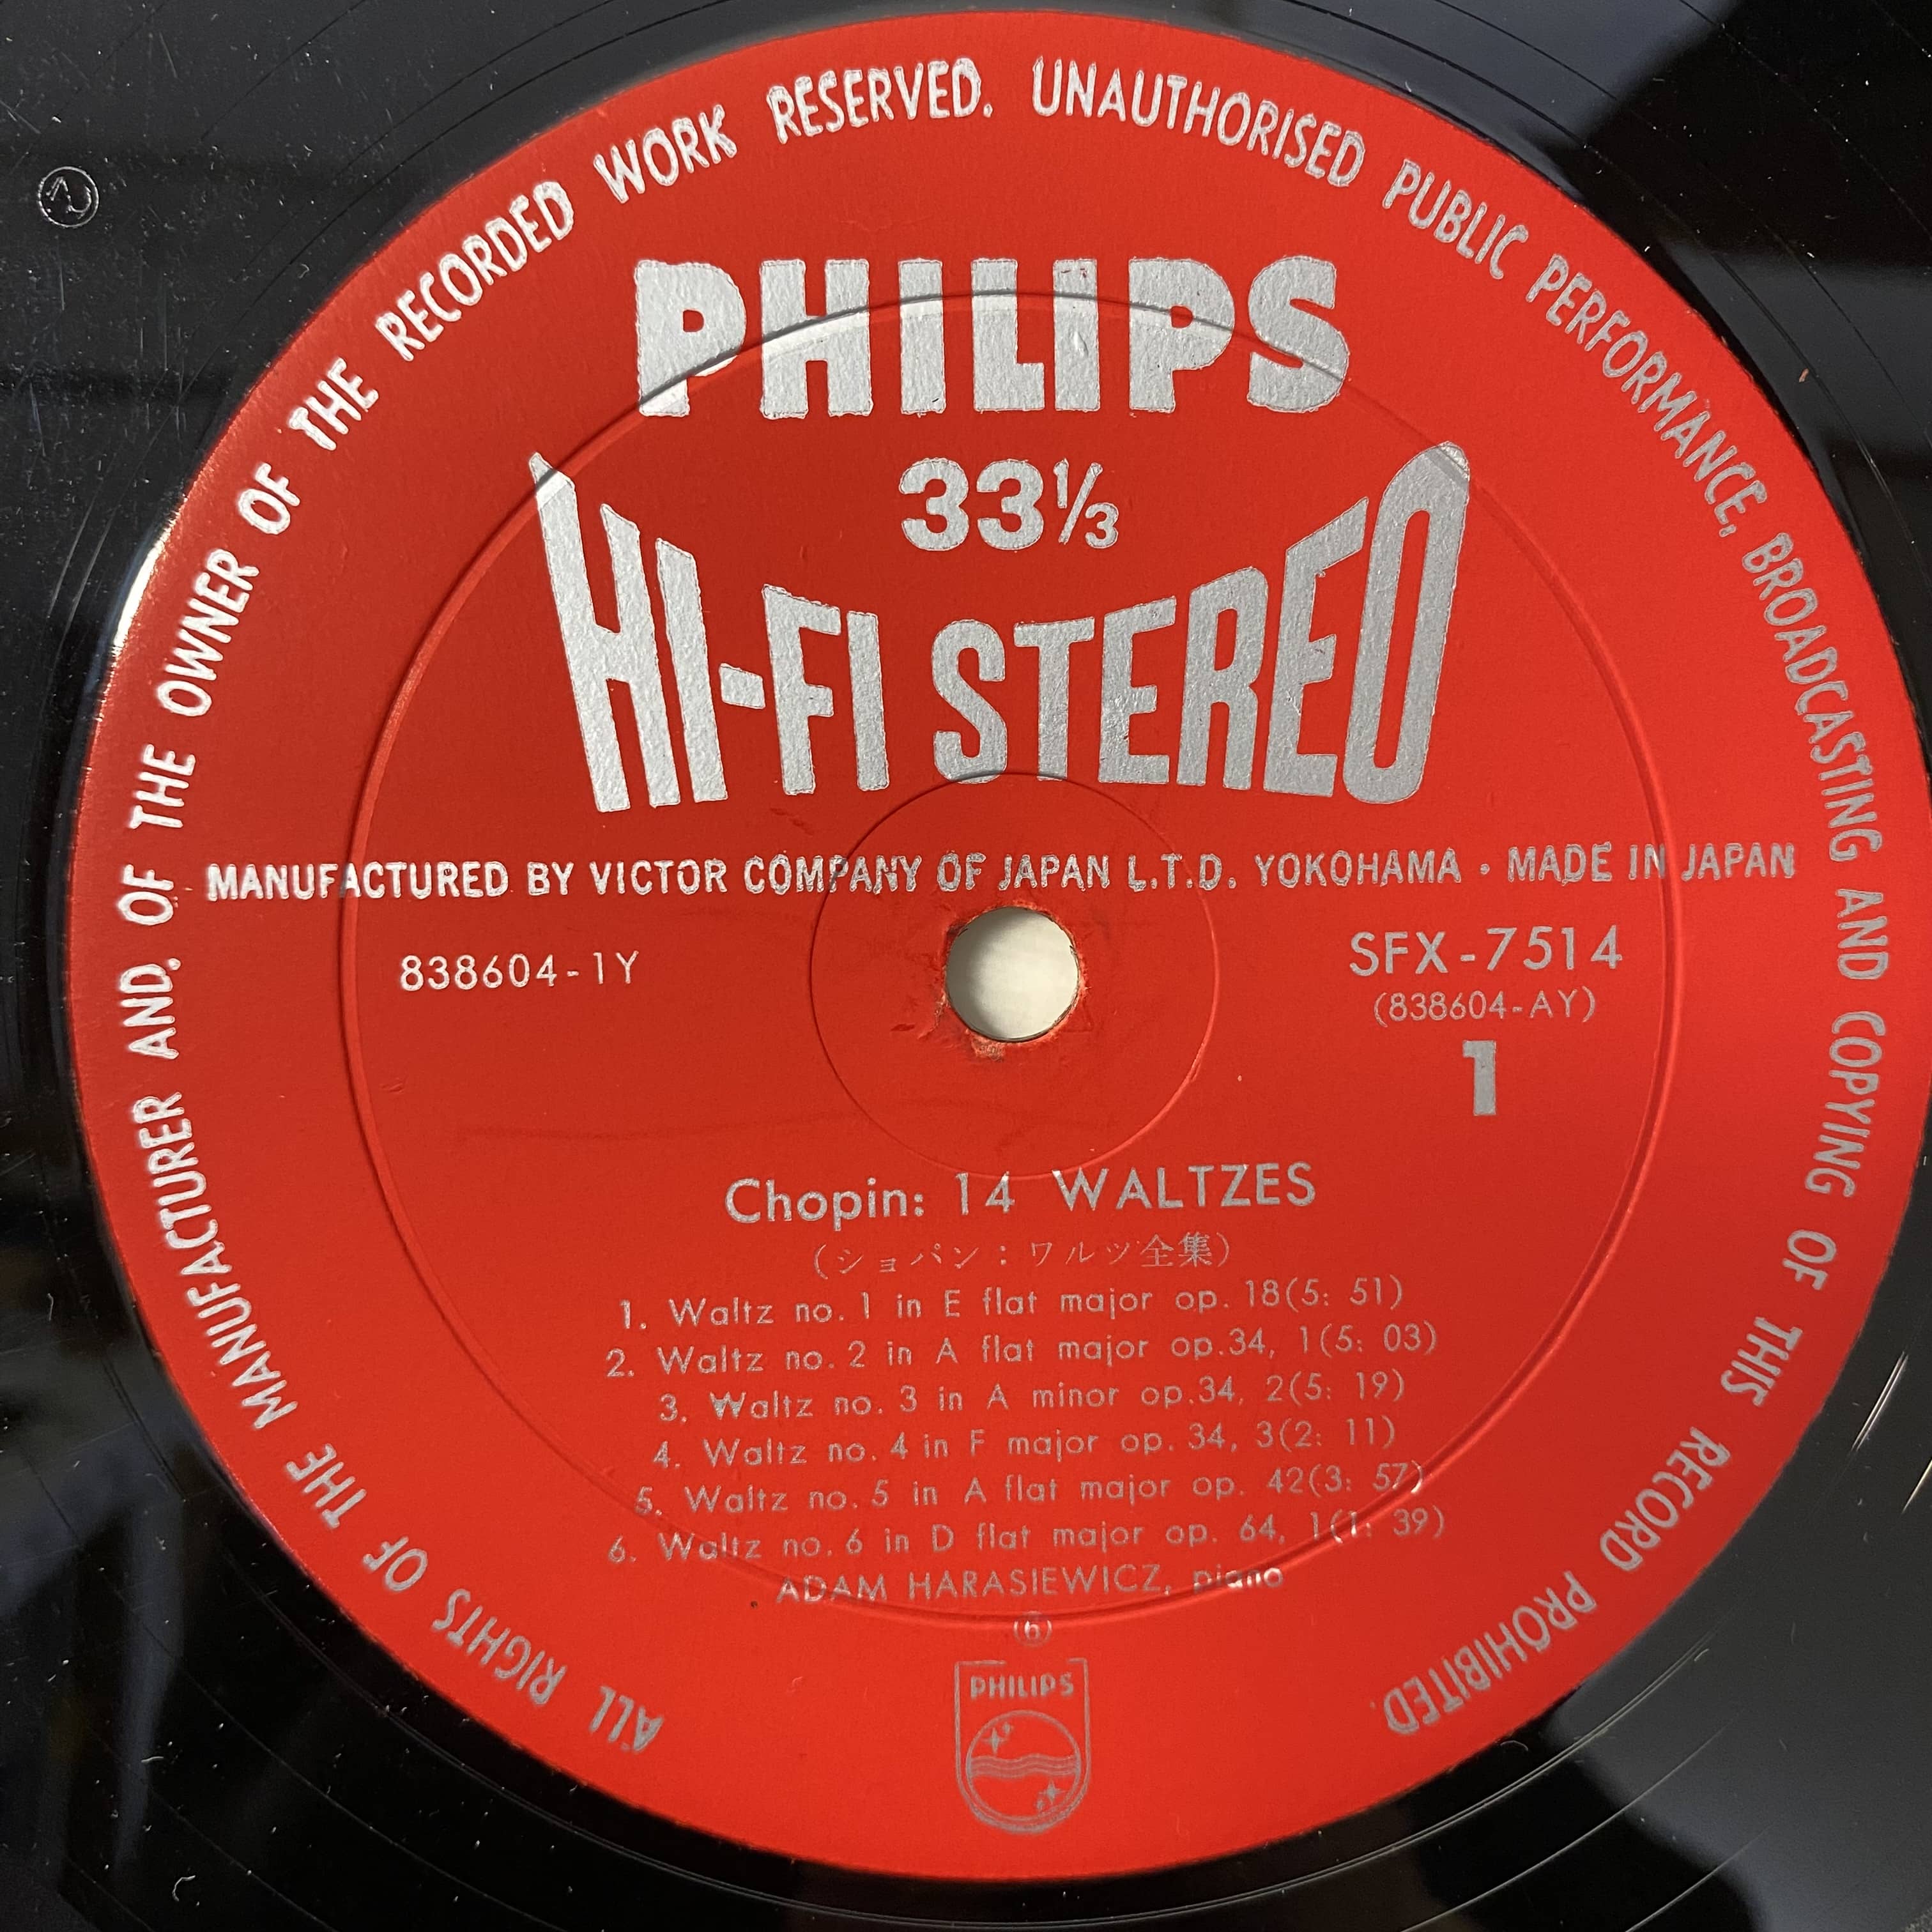 ALL RIGHTS OF THE MANUFACTURER AND. OF THE OWNER OF THE RECORDED WORK RESERVED. UNAUTHORISED PUBLIC PERFORMANCE, BROADCASTING AND COPYING OF THIS RECORD PROHIBITED.
PHILIPS
33⅓
HI-FI STEREO
MANUFACTURED BY VICTOR COMPANY OF JAPAN L.T.D. YOKOHAMA • MADE IN JAPAN
838604-1Y
SFX-7514
(838604-AY)
1
Chopin: 14 WALTZES
(ショパン：ワルツ全集)
1. Waltz no. 1 in E flat major op. 18(5: 51)
2. Waltz no. 2 in A flat major op.34, 1(5: 03)
3. Waltz no. 3 in A minor op.34, 2(5: 19)
4. Waltz no. 4 in F major op. 34, 3(2: 11)
5. Waltz no. 5 in A flat major op. 42(3: 57)
6. Waltz no. 6 in D flat major op. 64, 1(1: 39)
ADAM HARASIEWICZ, piano
(6)
PHILIPS